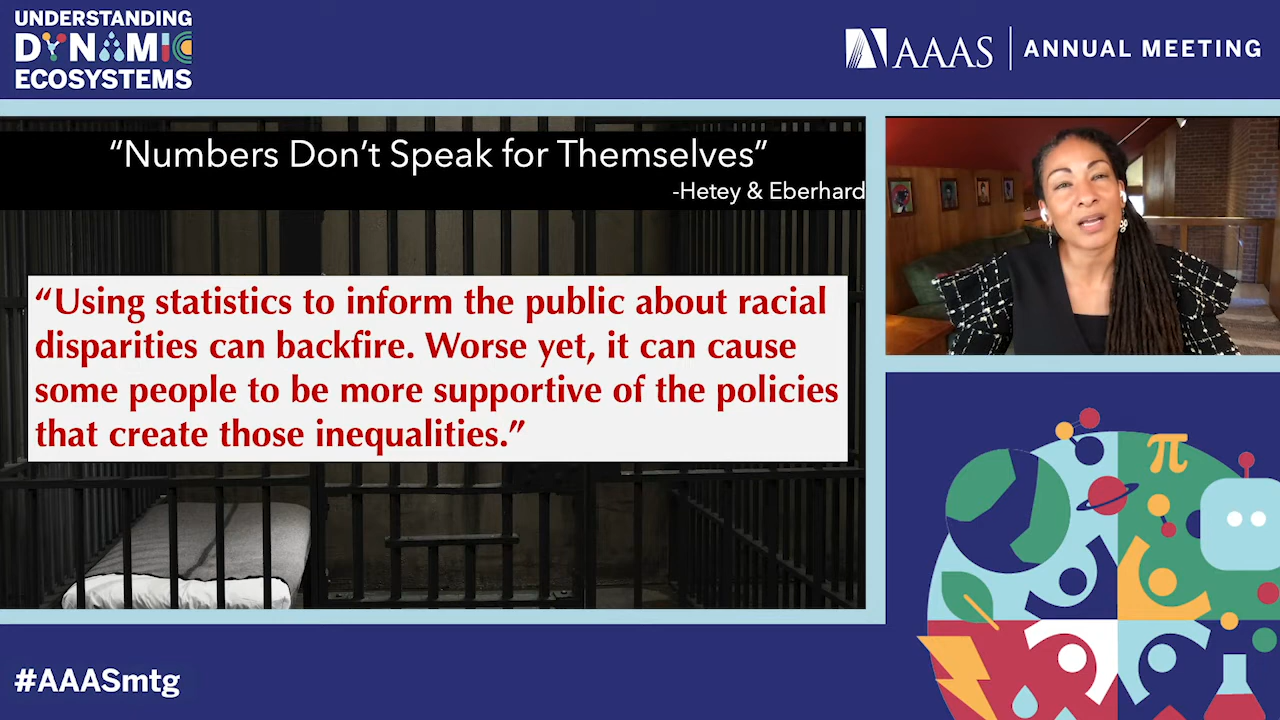 UNDERSTANDING
DYNAMIC
ECOSYSTEMS
AAAS
ANNUAL MEETING
“Numbers Don’t Speak for Themselves”
-Hetey & Eberhard
“Using statistics to inform the public about racial
disparities can backfire. Worse yet, it can cause
some people to be more supportive of the policies
that create those inequalities.”
π
#AAASmtg